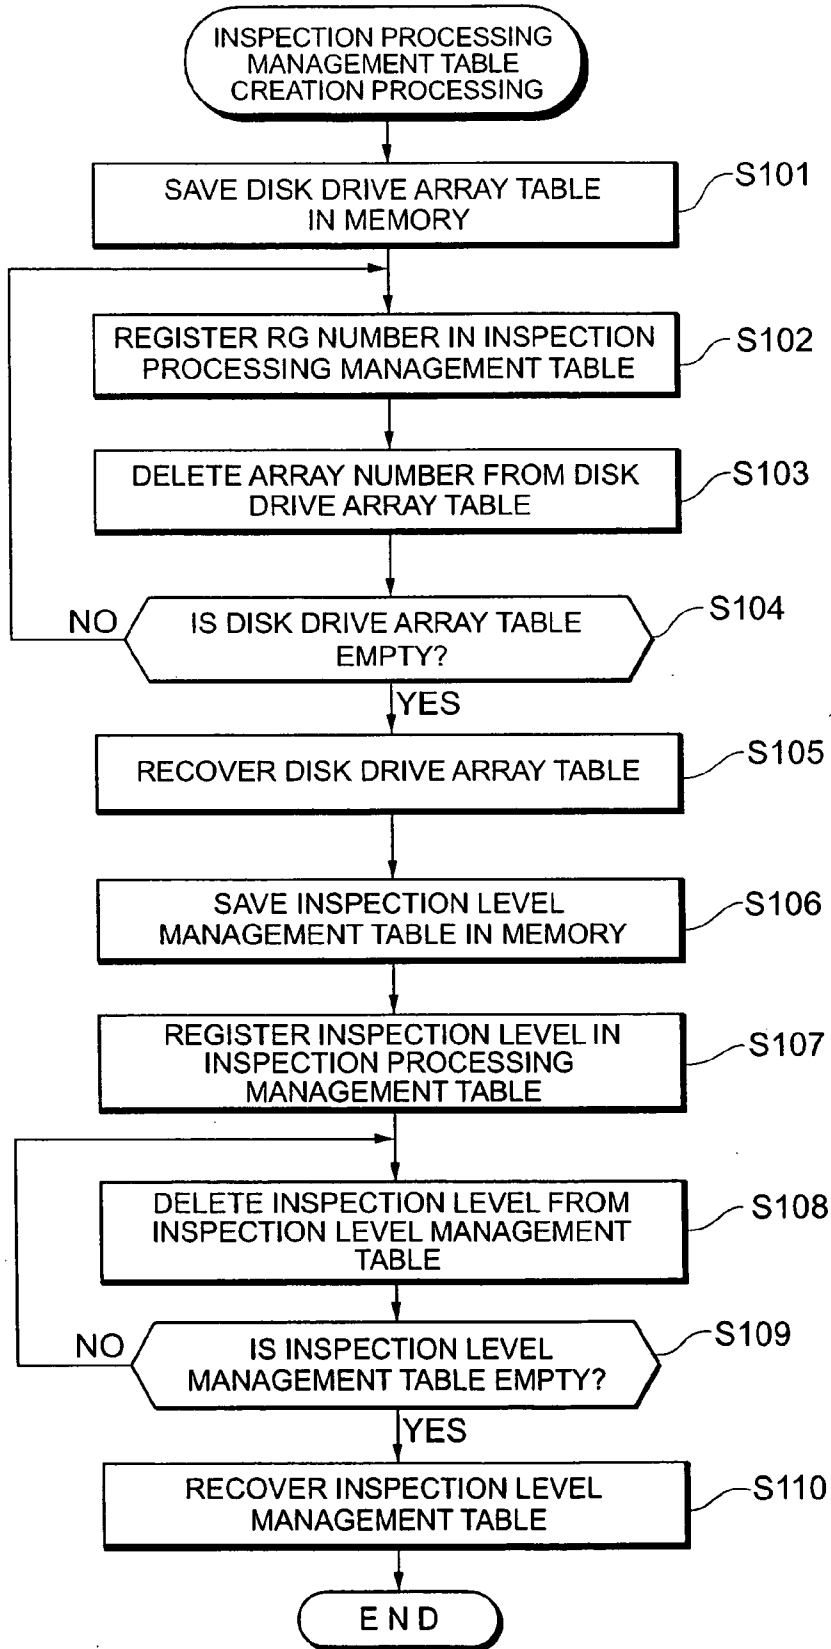 INSPECTION PROCESSING
MANAGEMENT TABLE
CREATION PROCESSING
SAVE DISK DRIVE ARRAY TABLE
IN MEMORY
S101
REGISTER RG NUMBER IN INSPECTION
PROCESSING MANAGEMENT TABLE
S102
DELETE ARRAY NUMBER FROM DISK
DRIVE ARRAY TABLE
S103
IS DISK DRIVE ARRAY TABLE
EMPTY?
S104
NO
YES
RECOVER DISK DRIVE ARRAY TABLE
S105
SAVE INSPECTION LEVEL
MANAGEMENT TABLE IN MEMORY
S106
REGISTER INSPECTION LEVEL IN
INSPECTION PROCESSING
MANAGEMENT TABLE
S107
DELETE INSPECTION LEVEL FROM
INSPECTION LEVEL MANAGEMENT
TABLE
S108
IS INSPECTION LEVEL
MANAGEMENT TABLE EMPTY?
S109
NO
YES
RECOVER INSPECTION LEVEL
MANAGEMENT TABLE
S110
END